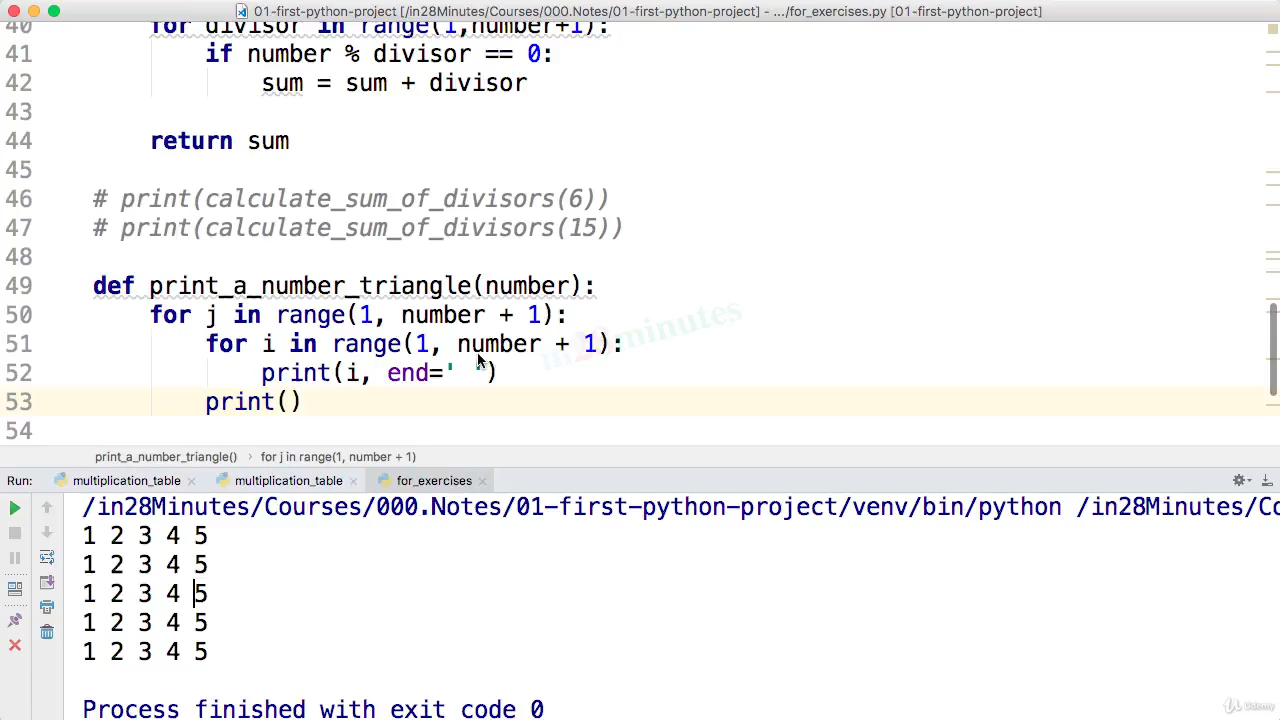 01-first-python-project [/in28Minutes/Courses/000.Notes/01-first-python-project] - .../for_exercises.py [01-first-python-project]
40 for divisor in range(1,number+1):
41 if number % divisor == 0:
42 sum = sum + divisor
43
44 return sum
45
46 # print(calculate_sum_of_divisors(6))
47 # print(calculate_sum_of_divisors(15))
48
49 def print_a_number_triangle(number):
50 for j in range(1, number + 1):
51 for i in range(1, number + 1):
52 print(i, end=' ')
53 print()
54
in28minutes
print_a_number_triangle() › for j in range(1, number + 1)
Run: multiplication_table × multiplication_table × for_exercises ×
/in28Minutes/Courses/000.Notes/01-first-python-project/venv/bin/python /in28Minutes/Co
1 2 3 4 5
1 2 3 4 5
1 2 3 4 5
1 2 3 4 5
1 2 3 4 5
Process finished with exit code 0
Udemy